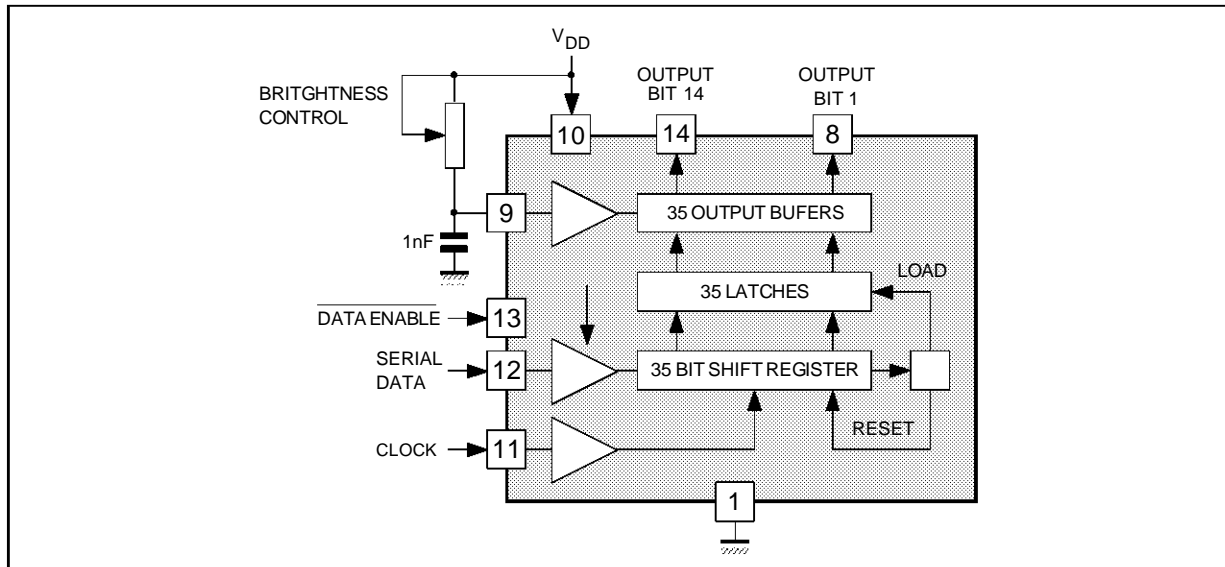 V_DD
BRITGHTNESS
CONTROL
OUTPUT
BIT 14
OUTPUT
BIT 1
10
14
8
9
35 OUTPUT BUFERS
1nF
LOAD
35 LATCHES
DATA ENABLE
13
SERIAL
DATA
12
35 BIT SHIFT REGISTER
RESET
CLOCK
11
1